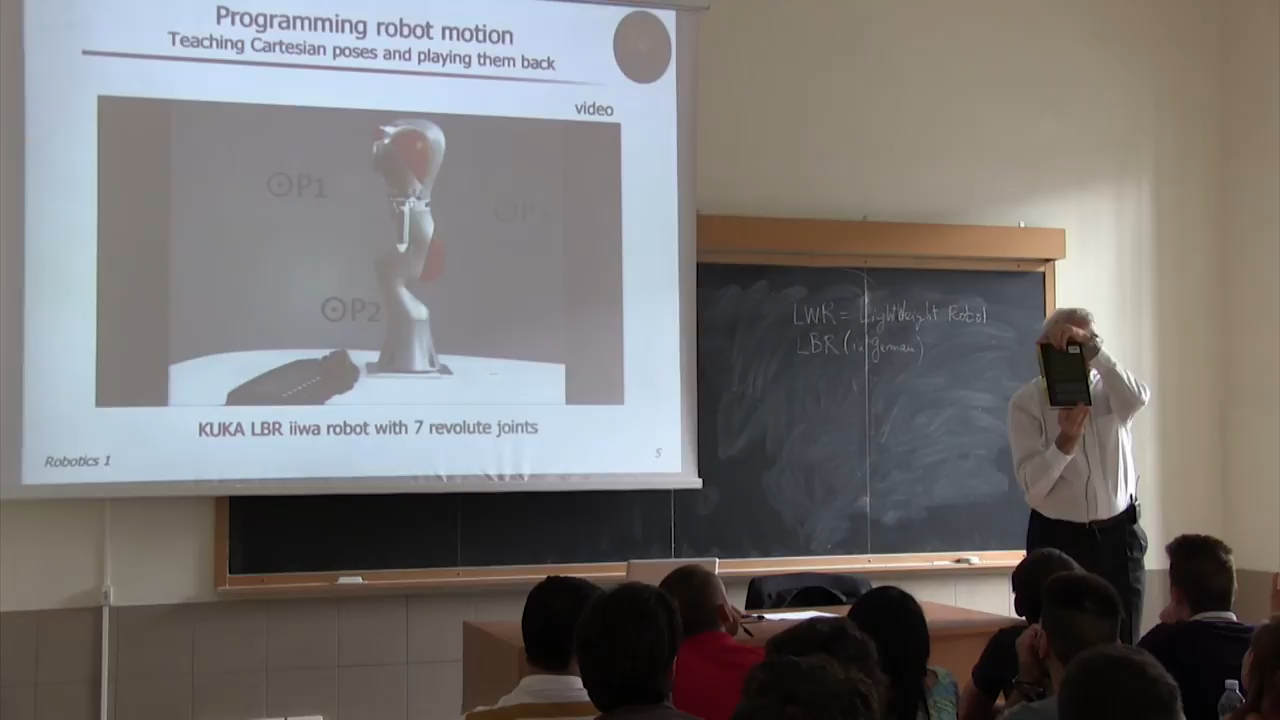 Programming robot motion
Teaching Cartesian poses and playing them back
video
P1
P2
KUKA LBR iiwa robot with 7 revolute joints
Robotics 1
5
LWR = LightWeight Robot
LBR (in german)